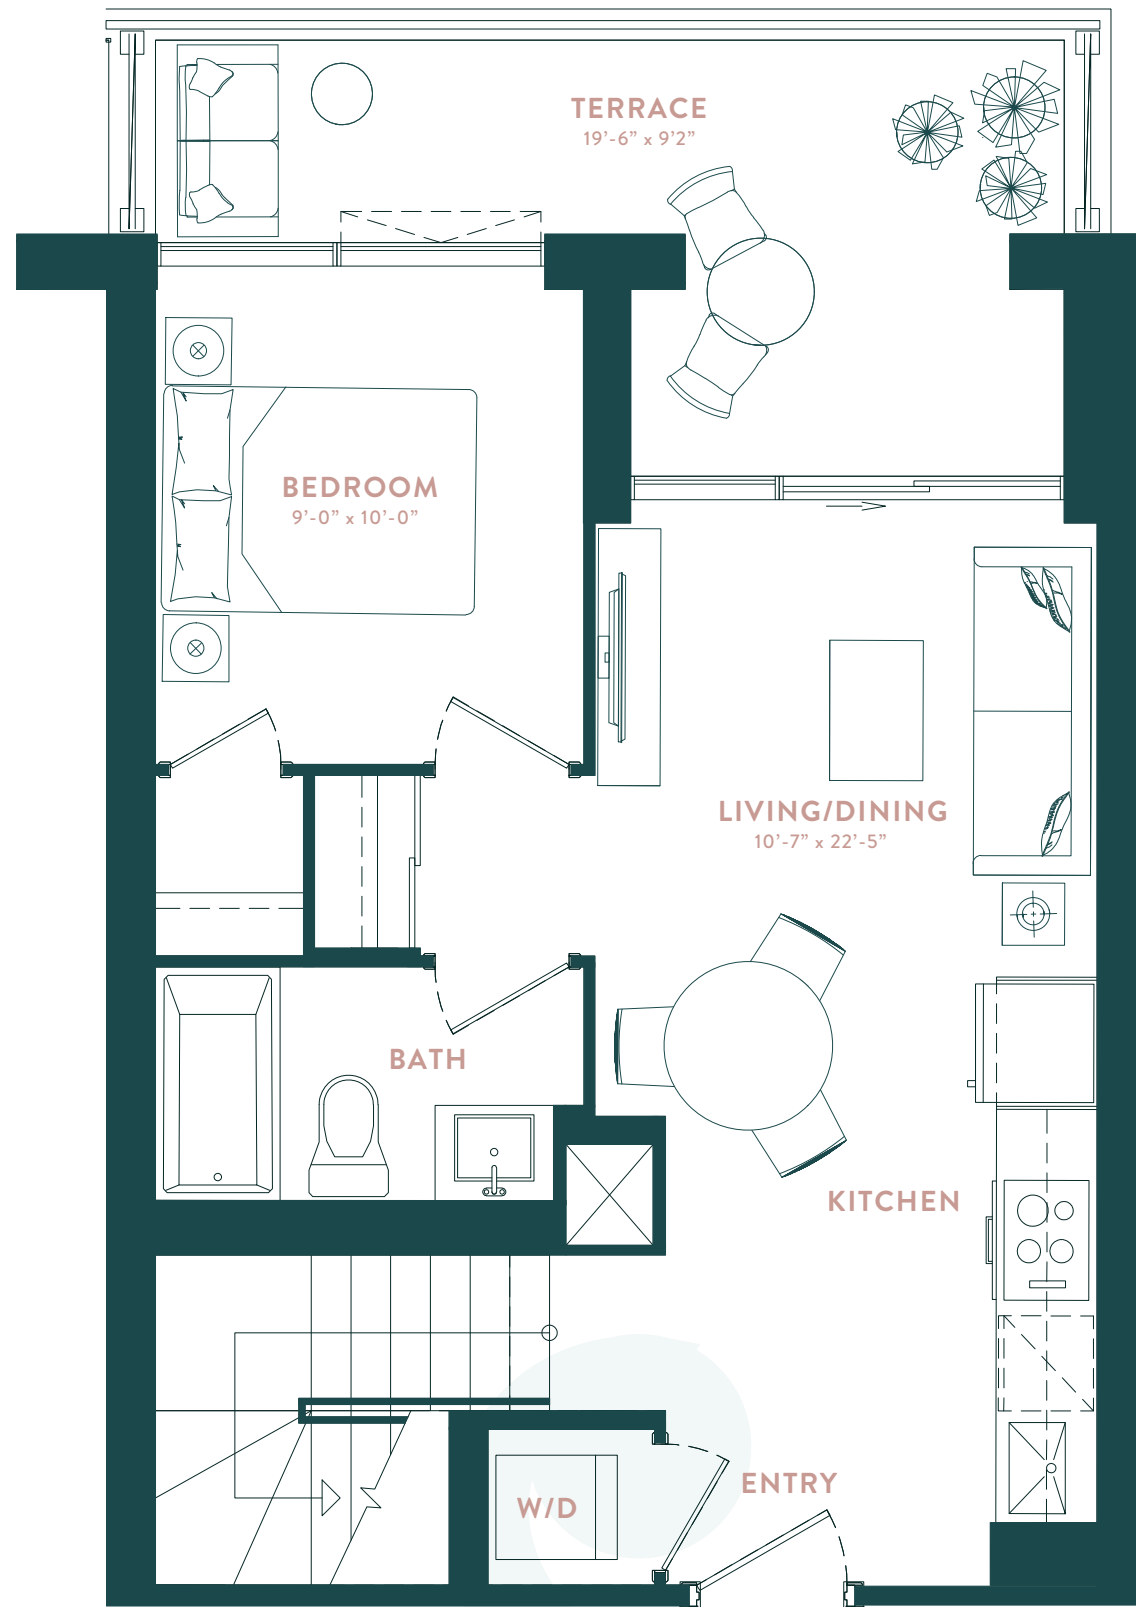 TERRACE
19’-6” x 9’2”
BEDROOM
9’-0” x 10’-0”
LIVING/DINING
10’-7” x 22’-5”
BATH
KITCHEN
ENTRY
W/D